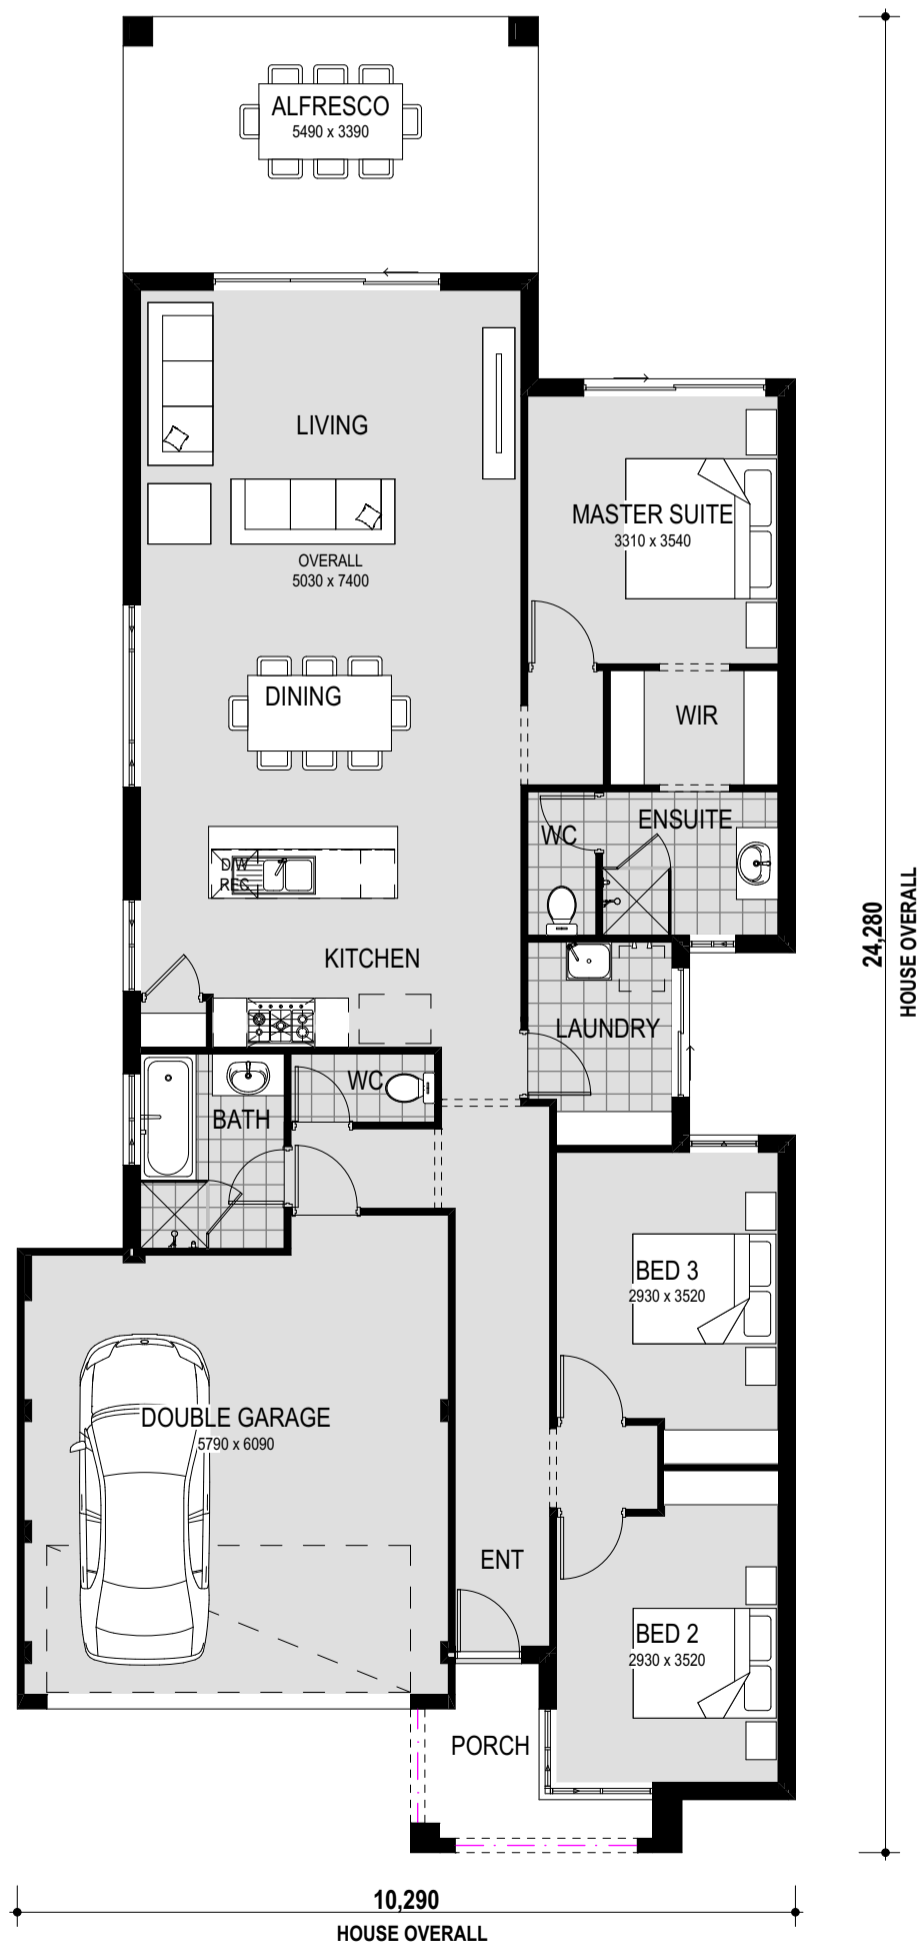 ALFRESCO
5490 x 3390
LIVING
OVERALL
5030 x 7400
MASTER SUITE
3310 x 3540
DINING
WIR
ENSUITE
WC
D/W
REC
KITCHEN
LAUNDRY
WC
BATH
BED 3
2930 x 3520
DOUBLE GARAGE
5790 x 6090
ENT
BED 2
2930 x 3520
PORCH
24,280
HOUSE OVERALL
10,290
HOUSE OVERALL